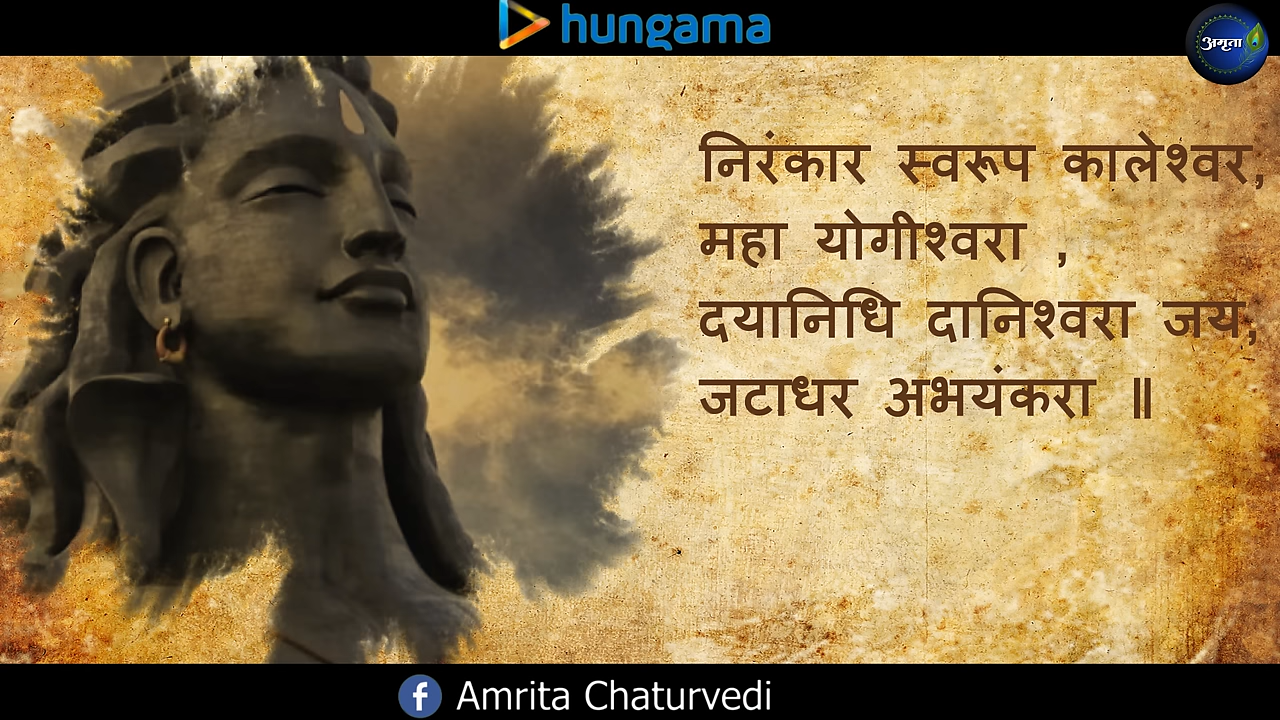 hungama
अमृता
निरंकार स्वरूप कालेश्वर,
महा योगीश्वरा ,
दयानिधि दानिश्वरा जय,
जटाधर अभयंकरा ॥
f Amrita Chaturvedi